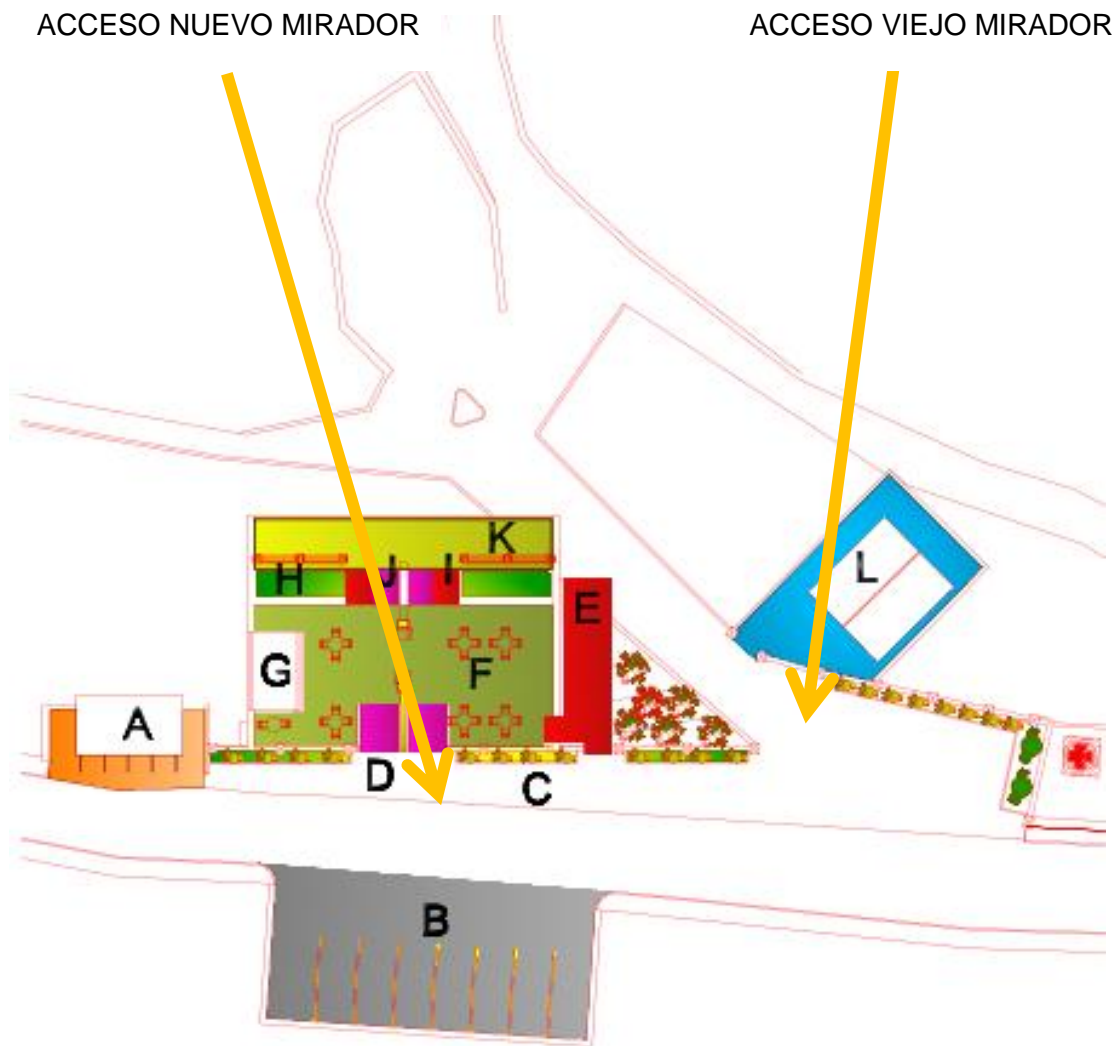 ACCESO NUEVO MIRADOR
ACCESO VIEJO MIRADOR
K
H J I L
E
G F
A
D C
B